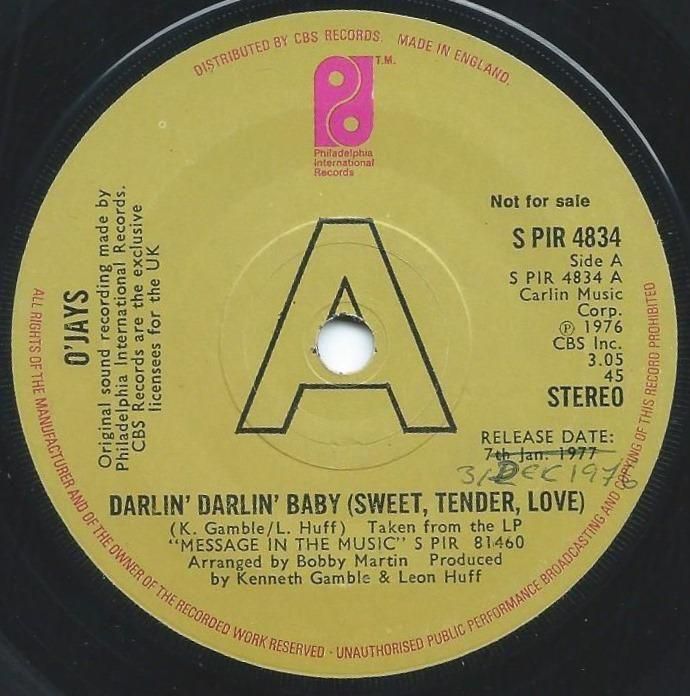 DISTRIBUTED BY CBS RECORDS. MADE IN ENGLAND.
T.M.
Philadelphia
International
Records
Not for sale
S PIR 4834
Side A
S PIR 4834 A
Carlin Music
Corp.
℗ 1976
CBS Inc.
3.05
45
STEREO
O'JAYS
Original sound recording made by
Philadelphia International Records.
CBS Records are the exclusive
licensees for the UK
A
RELEASE DATE:
7th Jan. 1977
31 DEC 1976
DARLIN' DARLIN' BABY (SWEET, TENDER, LOVE)
(K. Gamble/L. Huff) Taken from the LP
"MESSAGE IN THE MUSIC" S PIR 81460
Arranged by Bobby Martin Produced
by Kenneth Gamble & Leon Huff
ALL RIGHTS OF THE MANUFACTURER AND OF THE OWNER OF THE RECORDED WORK RESERVED - UNAUTHORISED PUBLIC PERFORMANCE BROADCASTING AND COPYING OF THIS RECORD PROHIBITED